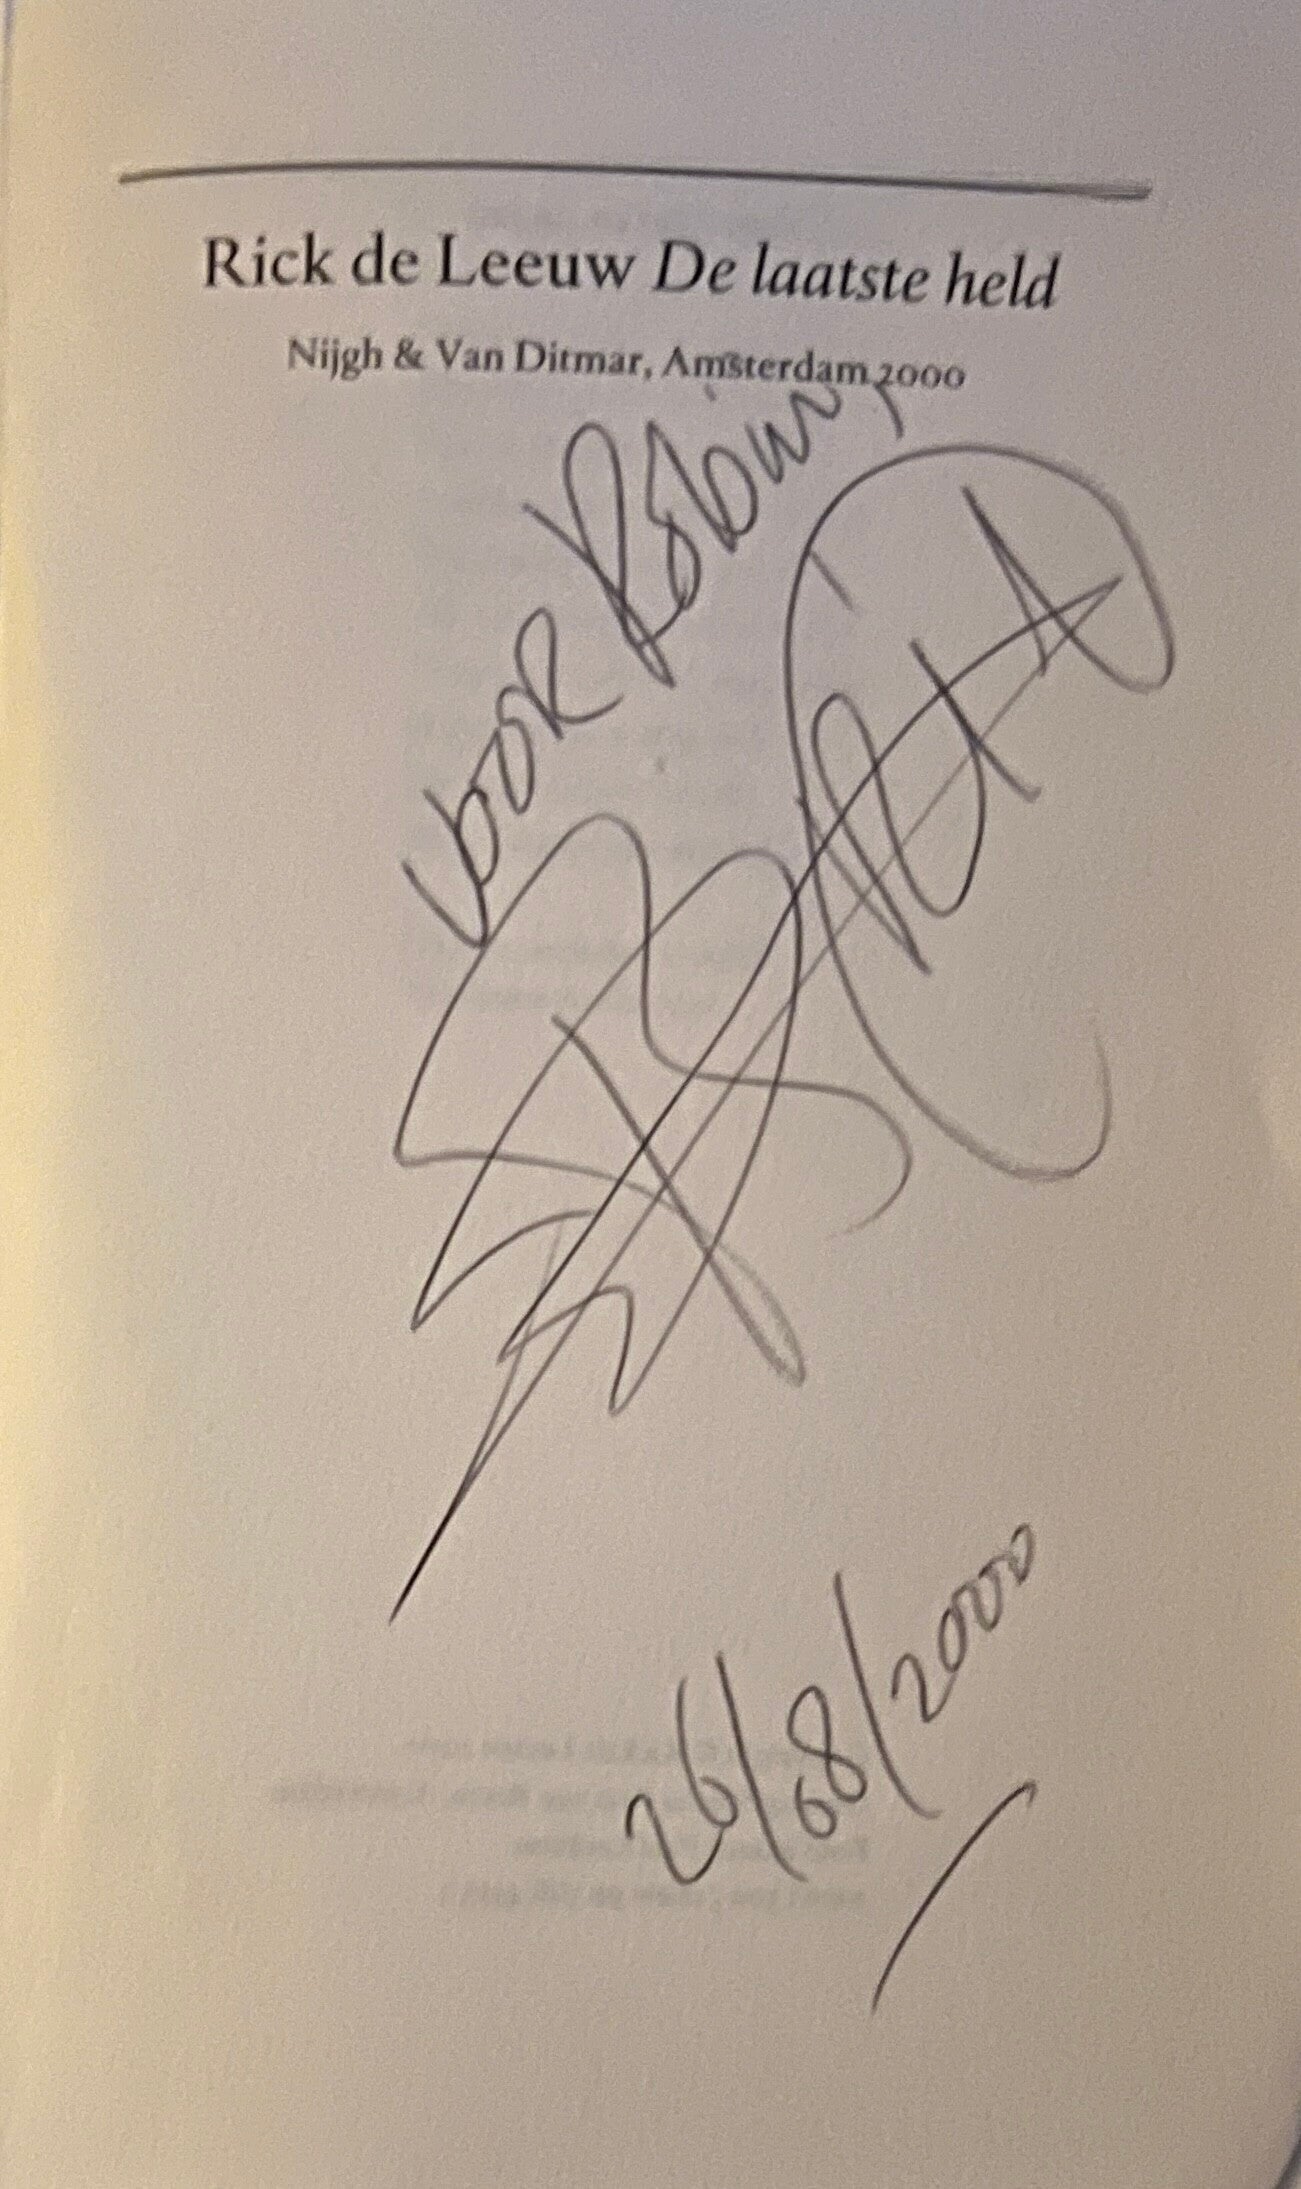 Rick de Leeuw De laatste held
Nijgh & Van Ditmar, Amsterdam 2000
voor Robin,
26/08/2000